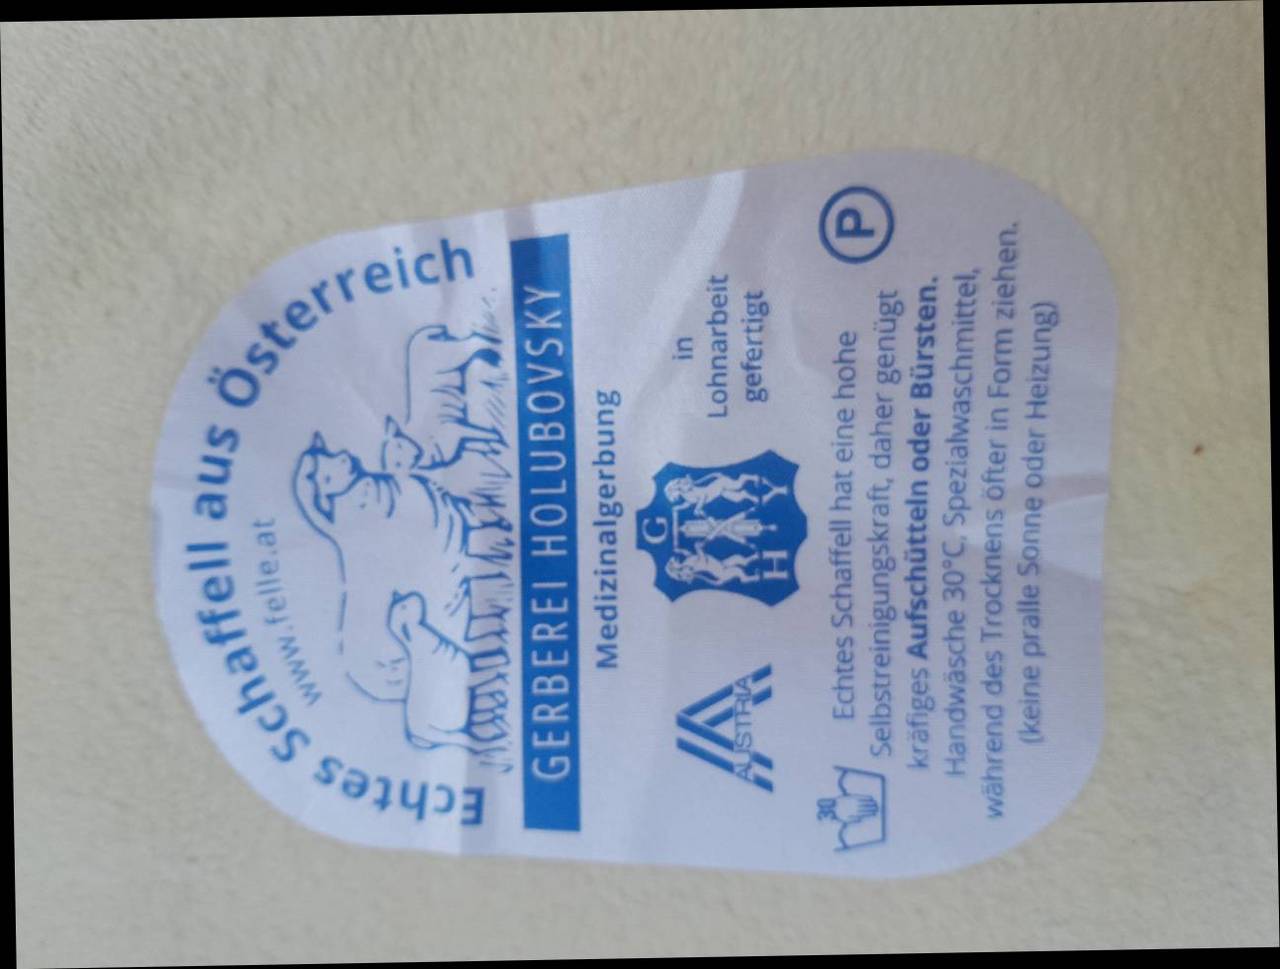 Echtes Schaffell aus Österreich
www.felle.at
GERBEREI HOLUBOVSKY
Medizinalgerbung
AUSTRIA
G
H Y
in
Lohnarbeit
gefertigt
30
P
Echtes Schaffell hat eine hohe
Selbstreinigungskraft, daher genügt
kräfiges Aufschütteln oder Bürsten.
Handwäsche 30°C, Spezialwaschmittel,
während des Trocknens öfter in Form ziehen.
(keine pralle Sonne oder Heizung)